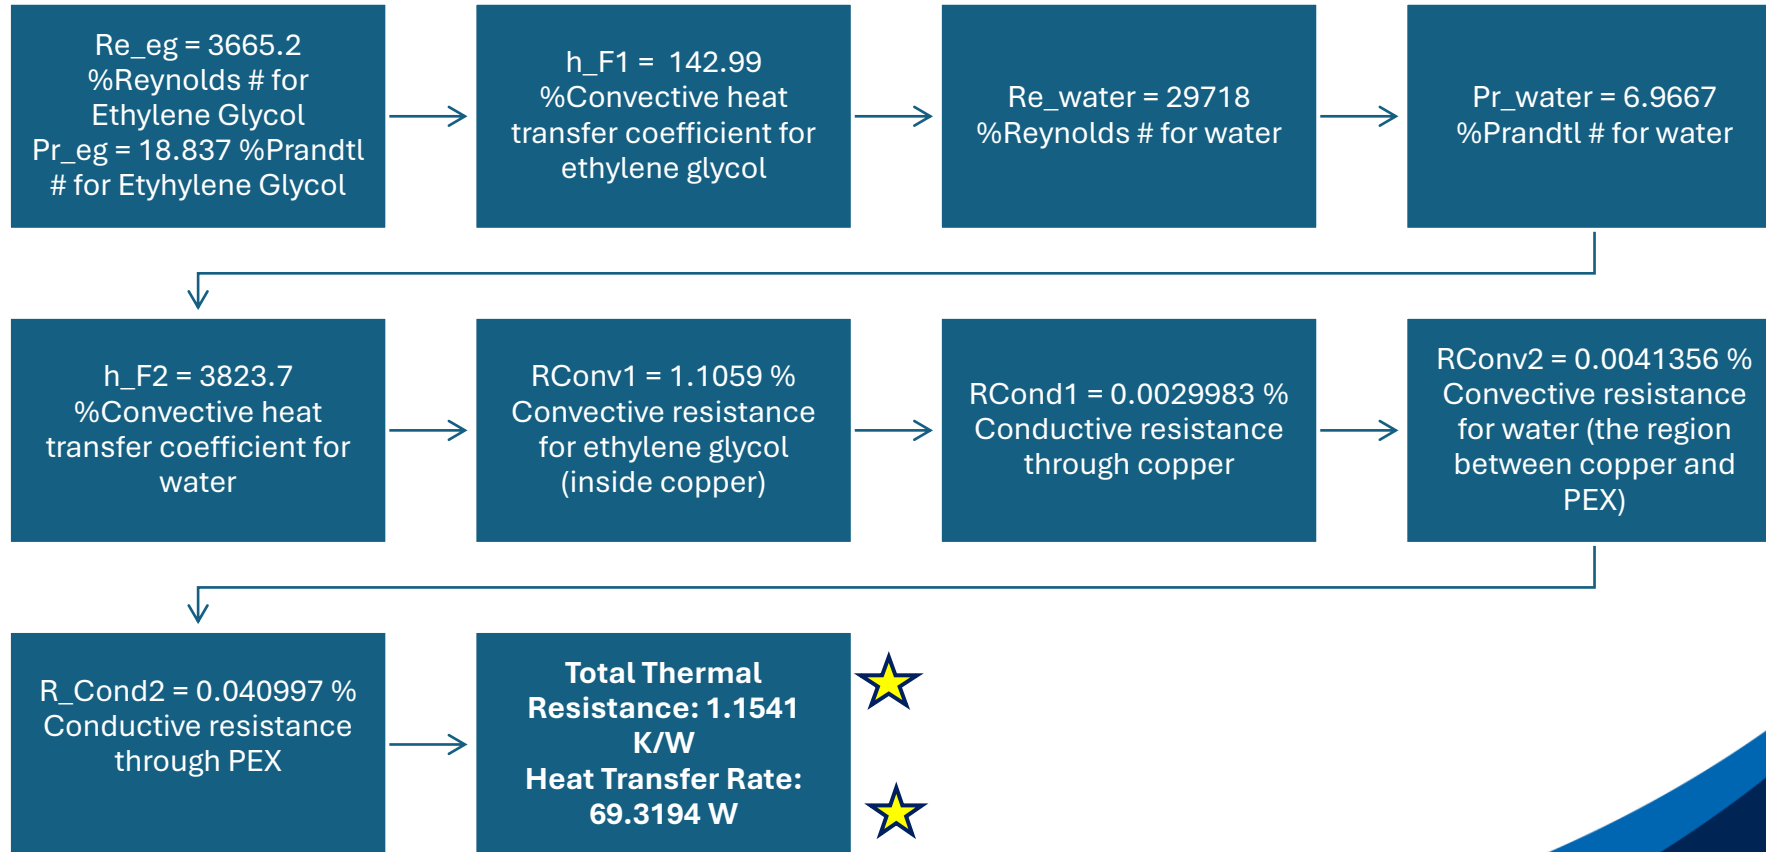 Re_eg = 3665.2
%Reynolds # for
Ethylene Glycol
Pr_eg = 18.837 %Prandtl
# for Etyhylene Glycol
h_F1 = 142.99
%Convective heat
transfer coefficient for
ethylene glycol
Re_water = 29718
%Reynolds # for water
Pr_water = 6.9667
%Prandtl # for water
h_F2 = 3823.7
%Convective heat
transfer coefficient for
water
RConv1 = 1.1059 %
Convective resistance
for ethylene glycol
(inside copper)
RCond1 = 0.0029983 %
Conductive resistance
through copper
RConv2 = 0.0041356 %
Convective resistance
for water (the region
between copper and
PEX)
R_Cond2 = 0.040997 %
Conductive resistance
through PEX
Total Thermal
Resistance: 1.1541
K/W
Heat Transfer Rate:
69.3194 W